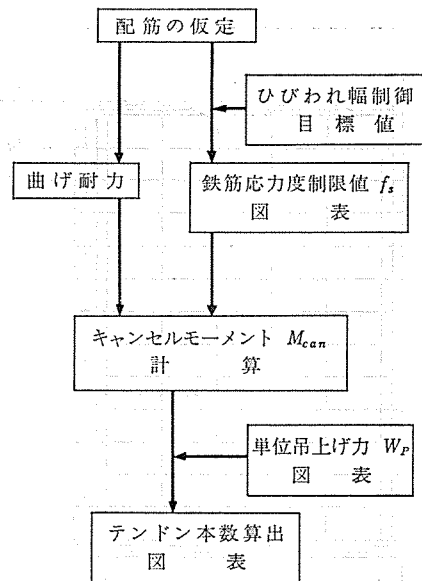 配筋の仮定
ひびわれ幅制御
目標値
曲げ耐力
鉄筋応力度制限値 fs
図表
キャンセルモーメント Mcan
計算
単位吊上げ力 WP
図表
テンドン本数算出
図表